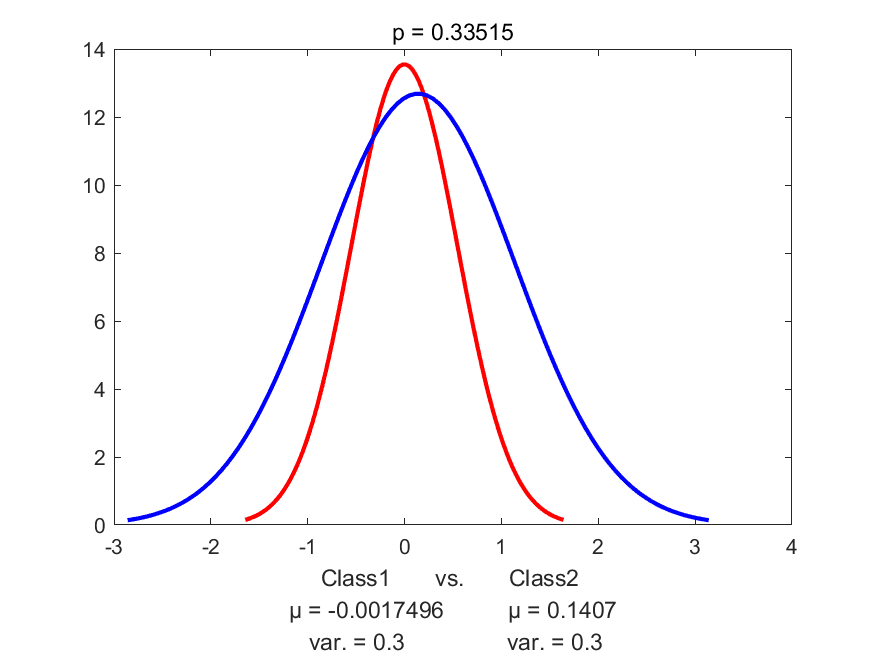 p = 0.33515
14
12
10
8
6
4
2
0
-3 -2 -1 0 1 2 3 4
Class1 vs. Class2
μ = -0.0017496 μ = 0.1407
var. = 0.3 var. = 0.3